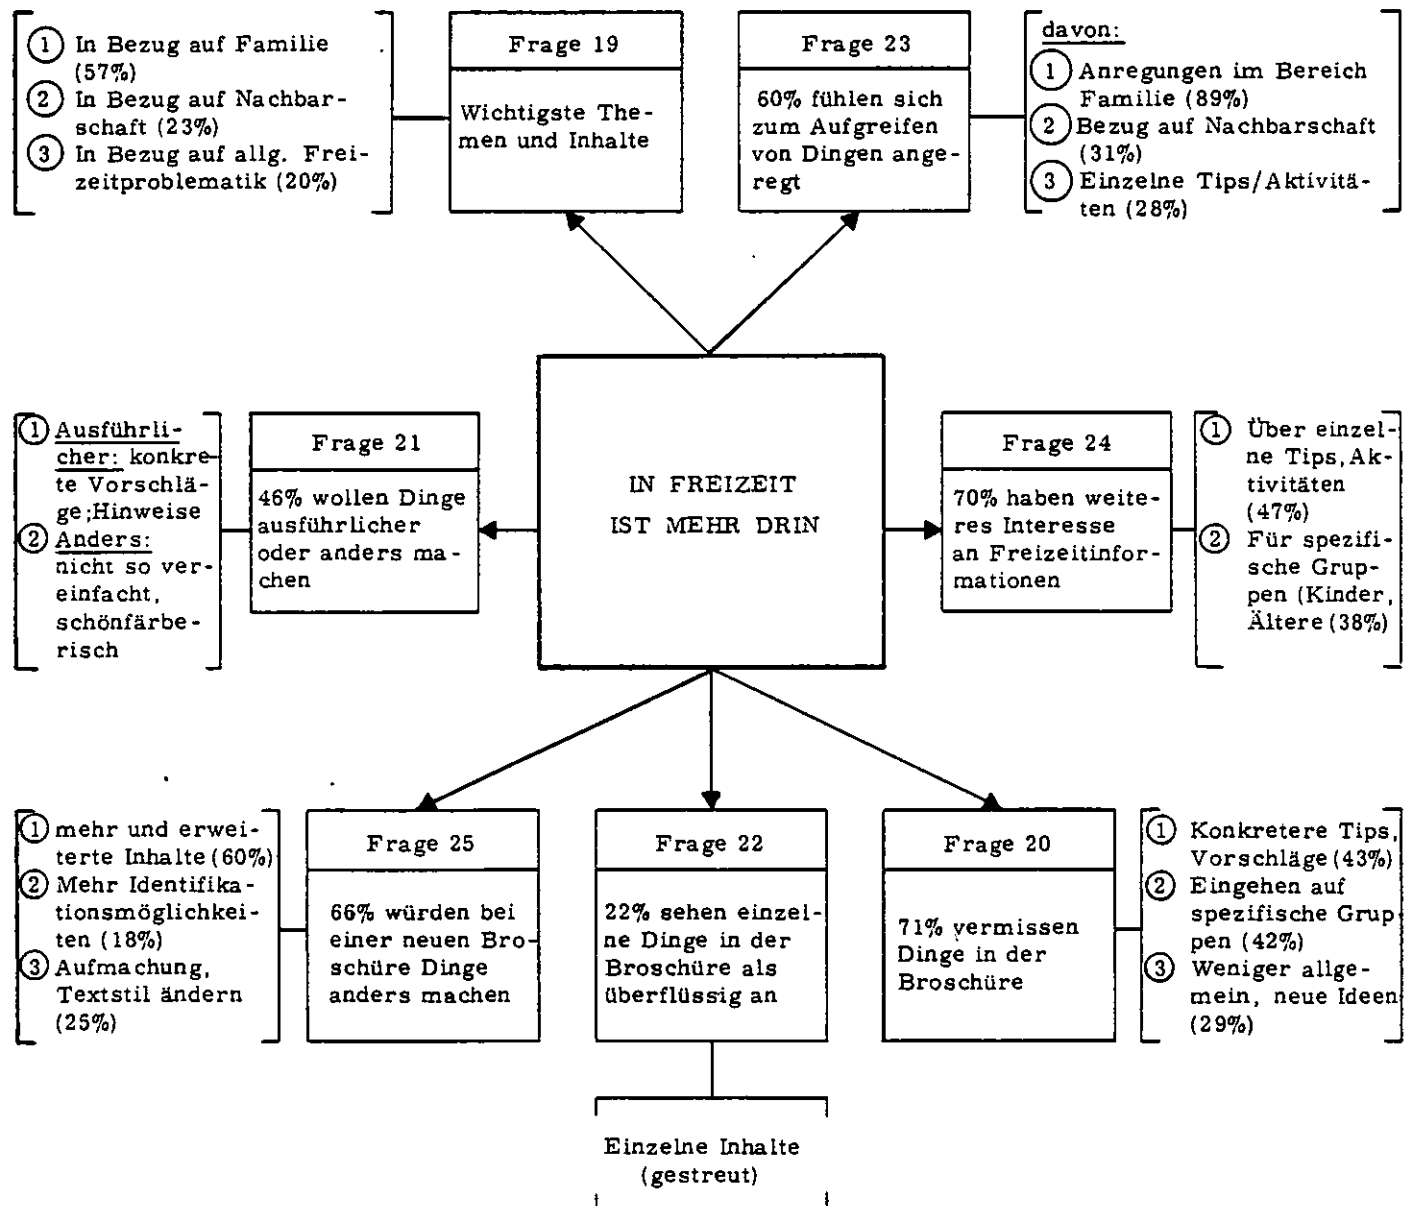 ① In Bezug auf Familie
(57%)
② In Bezug auf Nachbar-
schaft (23%)
③ In Bezug auf allg. Frei-
zeitproblematik (20%)
Frage 19
Wichtigste The-
men und Inhalte
Frage 23
60% fühlen sich
zum Aufgreifen
von Dingen ange-
regt
davon:
① Anregungen im Bereich
Familie (89%)
② Bezug auf Nachbarschaft
(31%)
③ Einzelne Tips/Aktivitä-
ten (28%)
① Ausführli-
cher: konkre-
te Vorschlä-
ge;Hinweise
② Anders:
nicht so ver-
einfacht,
schönfärbe-
risch
Frage 21
46% wollen Dinge
ausführlicher
oder anders ma-
chen
IN FREIZEIT
IST MEHR DRIN
Frage 24
70% haben weite-
res Interesse
an Freizeitinfor-
mationen
① Über einzel-
ne Tips, Ak-
tivitäten
(47%)
② Für spezifi-
sche Grup-
pen (Kinder,
Ältere (38%)
① mehr und erwei-
terte Inhalte (60%)
② Mehr Identifika-
tionsmöglichkei-
ten (18%)
③ Aufmachung,
Textstil ändern
(25%)
Frage 25
66% würden bei
einer neuen Bro-
schüre Dinge
anders machen
Frage 22
22% sehen einzel-
ne Dinge in der
Broschüre als
überflüssig an
Frage 20
71% vermissen
Dinge in der
Broschüre
① Konkretere Tips,
Vorschläge (43%)
② Eingehen auf
spezifische Grup
pen (42%)
③ Weniger allge-
mein, neue Ideen
(29%)
Einzelne Inhalte
(gestreut)